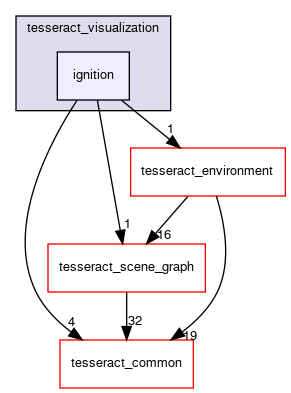 tesseract_visualization
ignition
1
tesseract_environment
1
16
tesseract_scene_graph
4
32
19
tesseract_common